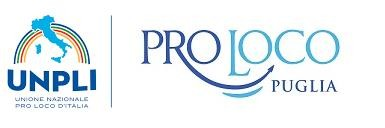 UNPLI
UNIONE NAZIONALE
PRO LOCO D'ITALIA
PRO LOCO
PUGLIA